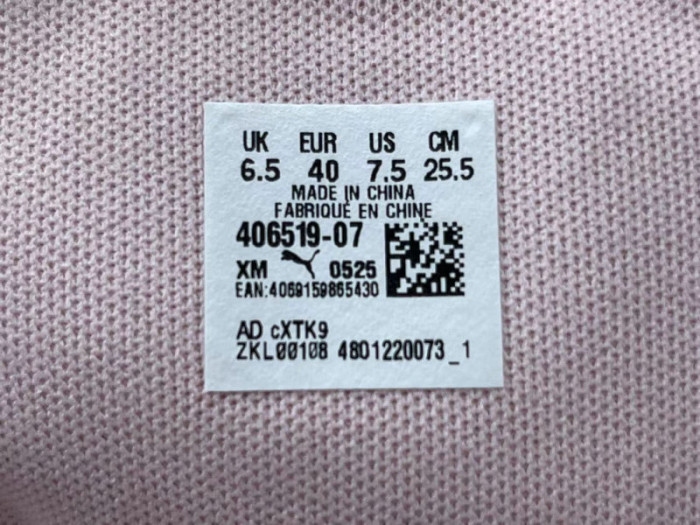 UK EUR US CM
6.5 40 7.5 25.5
MADE IN CHINA
FABRIQUÉ EN CHINE
406519-07
XM 0525
EAN:4069159865430
AD cXTK9
ZKL00108 4801220073_1